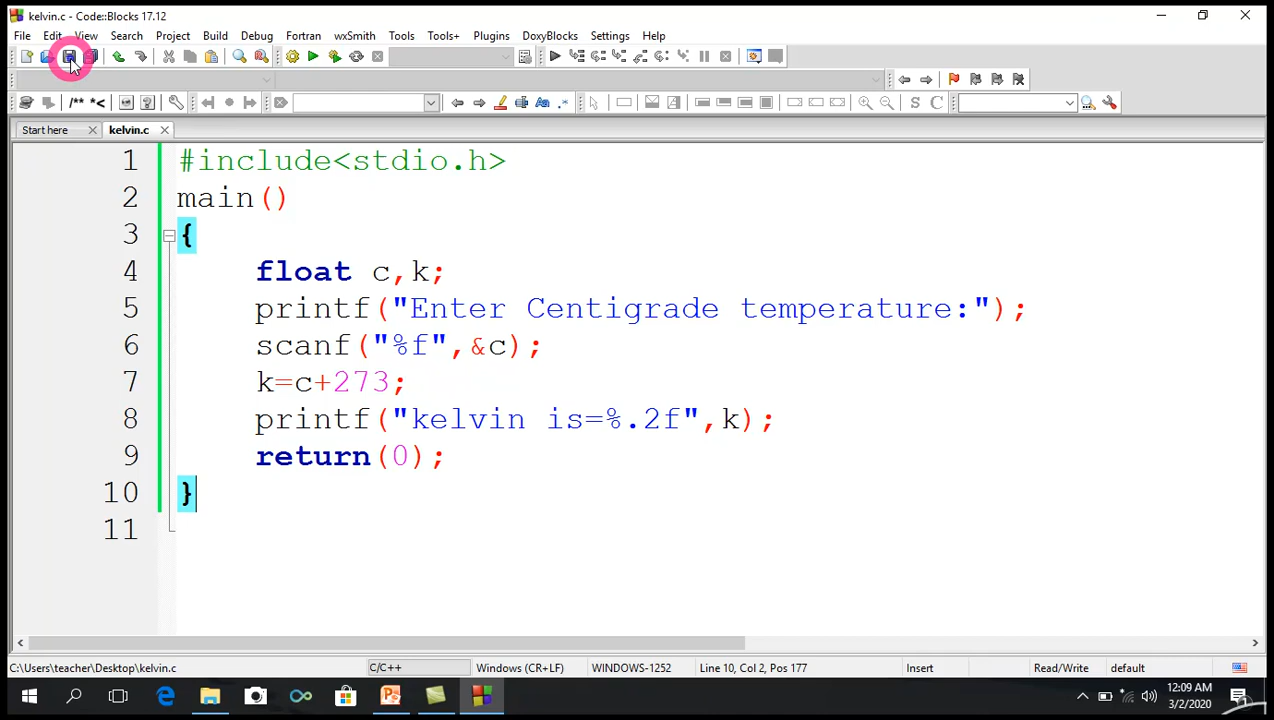 kelvin.c - Code::Blocks 17.12
File Edit View Search Project Build Debug Fortran wxSmith Tools Tools+ Plugins DoxyBlocks Settings Help
/** *<
S C
Start here kelvin.c
1 #include<stdio.h>
2 main()
3 {
4 float c,k;
5 printf("Enter Centigrade temperature:");
6 scanf("%f",&c);
7 k=c+273;
8 printf("kelvin is=%.2f",k);
9 return(0);
10 }
11
C:\Users\teacher\Desktop\kelvin.c C/C++ Windows (CR+LF) WINDOWS-1252 Line 10, Col 2, Pos 177 Insert Read/Write default
12:09 AM
3/2/2020